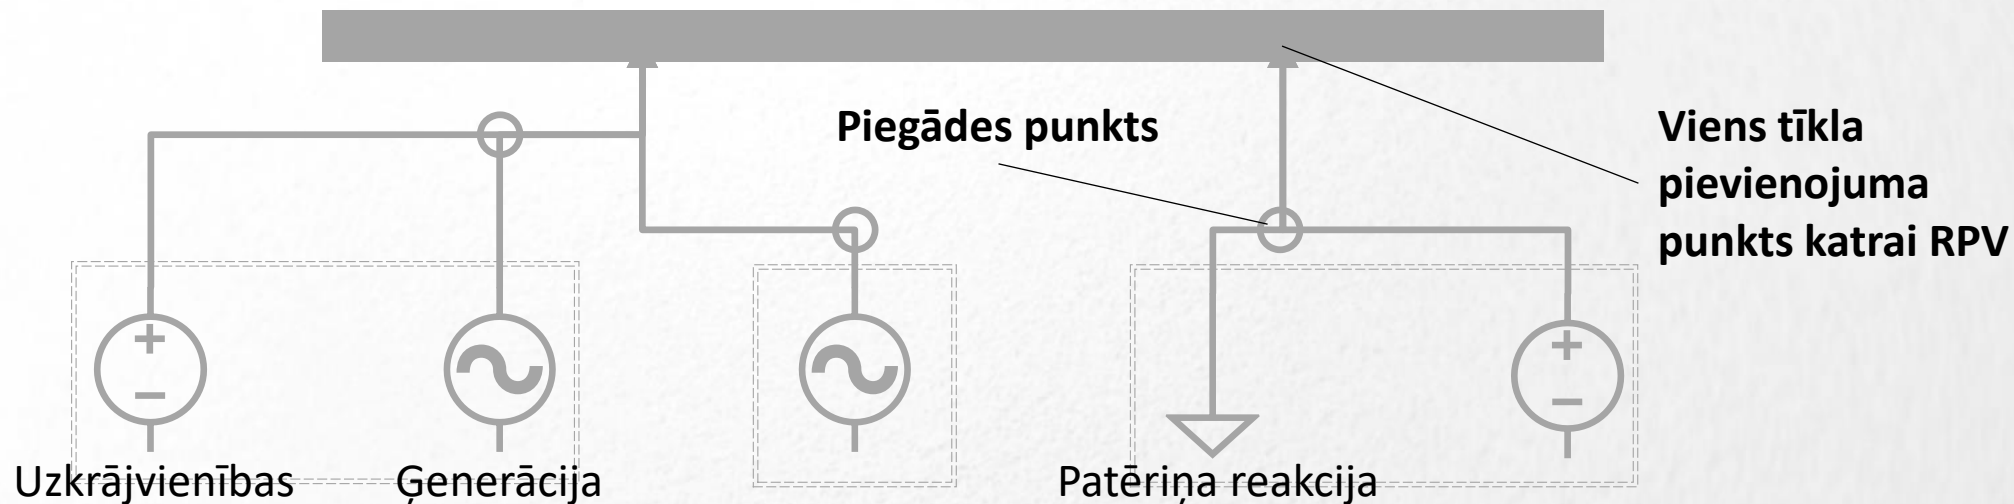 Piegādes punkts
Viens tīkla
pievienojuma
punkts katrai RPV
Uzkrājvienības
Ģenerācija
Patēriņa reakcija